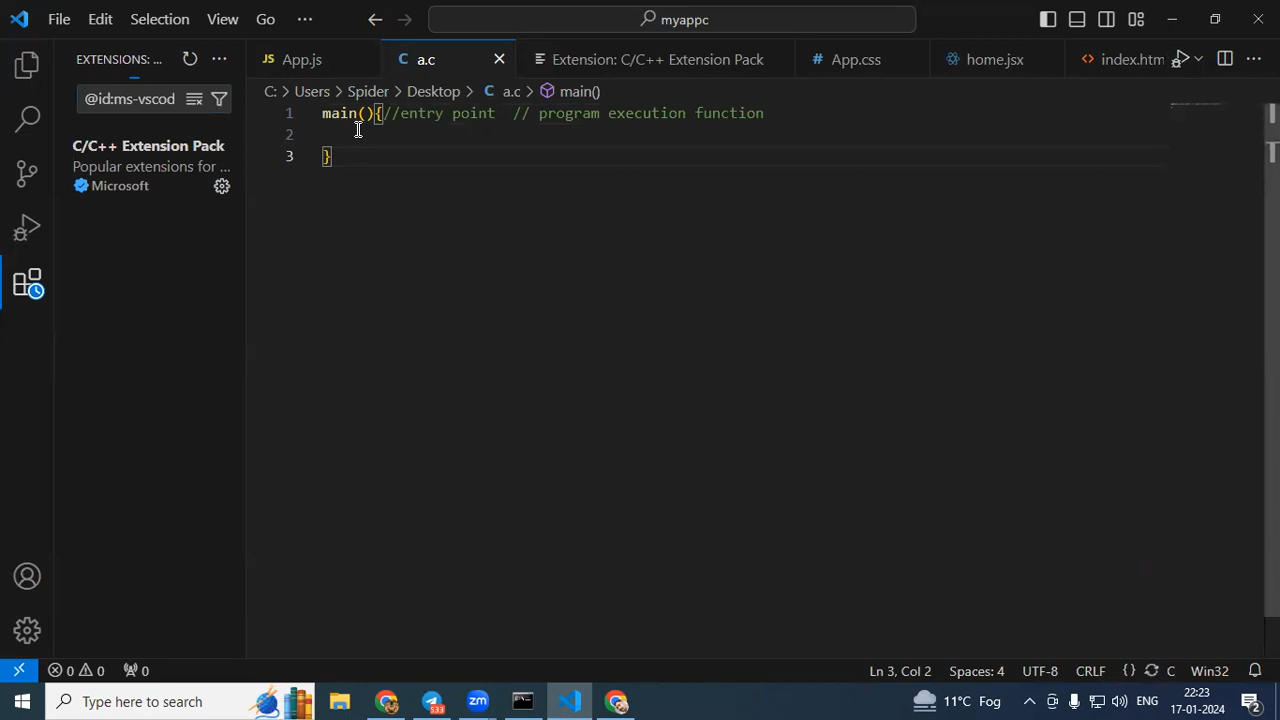 File Edit Selection View Go ··· myappc
EXTENSIONS: ... ···
@id:ms-vscod
C/C++ Extension Pack
Popular extensions for ...
Microsoft
JS App.js
C a.c
Extension: C/C++ Extension Pack
# App.css
home.jsx
<> index.htm
C: > Users > Spider > Desktop > C a.c > main()
1 main(){//entry point // program execution function
2
3 }
0 0 0
Ln 3, Col 2 Spaces: 4 UTF-8 CRLF {} C Win32
Type here to search
533
11°C Fog
ENG
22:23
17-01-2024
2